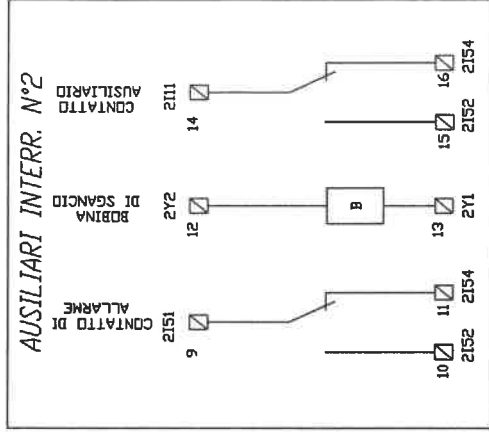 AUSILIARI INTERR. N°2
CONTATTO DI
ALLARME
2I51
9
10
2I52
11
2I54
BOBINA
DI SGANCIO
2Y2
12
B
13
2Y1
CONTATTO
AUSILIARIO
2I11
14
15
2I52
16
2I54